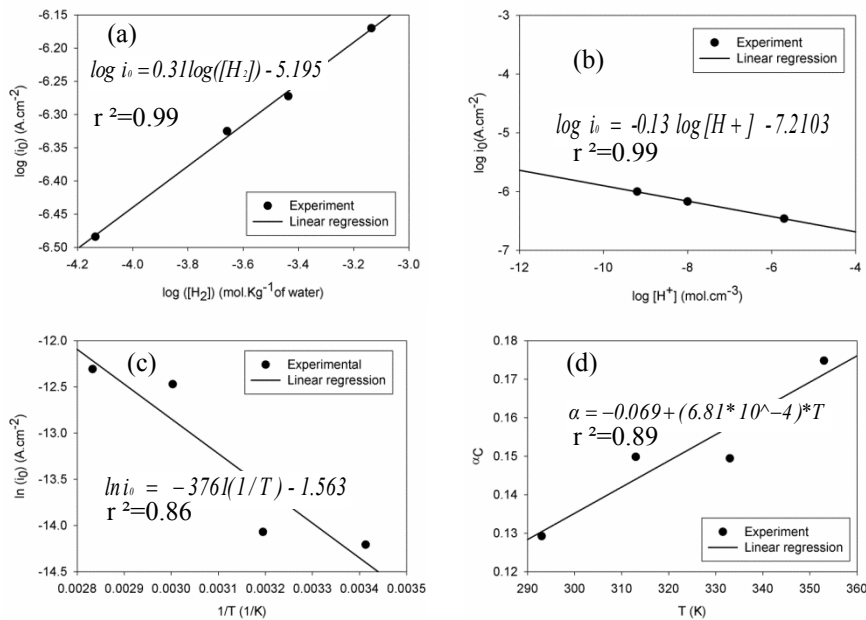 (a)
log i₀ = 0.31log([H₂]) - 5.195
r ²=0.99
Experiment
Linear regression
log (i₀) (A.cm⁻²)
-6.15
-6.20
-6.25
-6.30
-6.35
-6.40
-6.45
-6.50
-4.2
-4.0
-3.8
-3.6
-3.4
-3.2
-3.0
log ([H₂]) (mol.Kg⁻¹of water)
(b)
Experiment
Linear regression
log i₀ = -0.13 log[H+] -7.2103
r ²=0.99
log i₀(A.cm⁻²)
-3
-4
-5
-6
-7
-12
-10
-8
-6
-4
log [H⁺] (mol.cm⁻³)
(c)
Experimental
Linear regression
ln i₀ = −3761(1/T) - 1.563
r ²=0.86
ln (i₀) (A.cm⁻²)
-12.0
-12.5
-13.0
-13.5
-14.0
-14.5
0.0028
0.0029
0.0030
0.0031
0.0032
0.0033
0.0034
0.0035
1/T (1/K)
(d)
α = −0.069 + (6.81* 10^−4)*T
r ²=0.89
Experiment
Linear regression
αC
0.18
0.17
0.16
0.15
0.14
0.13
0.12
290
300
310
320
330
340
350
360
T (K)